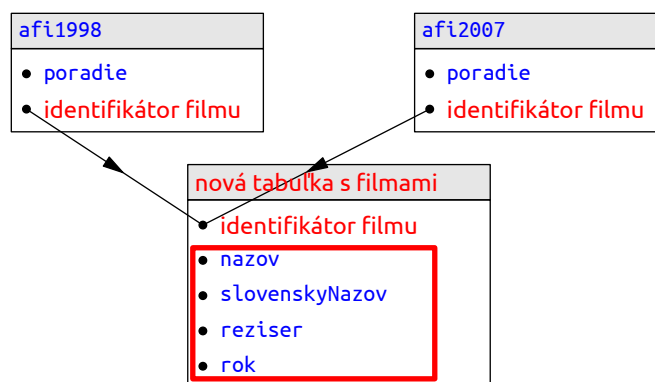 afi1998
poradie
identifikátor filmu
afi2007
poradie
identifikátor filmu
nová tabuľka s filmami
identifikátor filmu
nazov
slovenskyNazov
reziser
rok